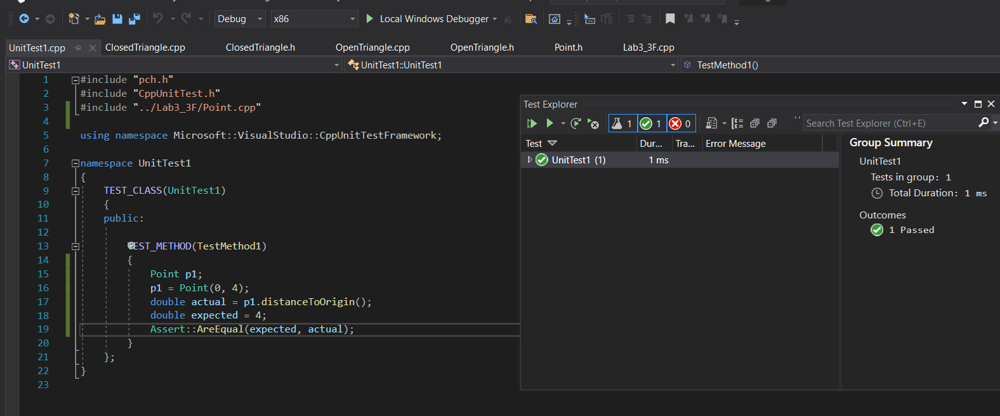 Debug x86 Local Windows Debugger
UnitTest1.cpp ClosedTriangle.cpp ClosedTriangle.h OpenTriangle.cpp OpenTriangle.h Point.h Lab3_3F.cpp
UnitTest1 UnitTest1::UnitTest1 TestMethod1()
1 #include "pch.h"
2 #include "CppUnitTest.h"
3 #include "../Lab3_3F/Point.cpp"
4
5 using namespace Microsoft::VisualStudio::CppUnitTestFramework;
6
7 namespace UnitTest1
8 {
9 TEST_CLASS(UnitTest1)
10 {
11 public:
12
13 TEST_METHOD(TestMethod1)
14 {
15 Point p1;
16 p1 = Point(0, 4);
17 double actual = p1.distanceToOrigin();
18 double expected = 4;
19 Assert::AreEqual(expected, actual);
20 }
21 };
22 }
23
Test Explorer
1 1 0 Search Test Explorer (Ctrl+E)
Test Dur... Tra... Error Message
UnitTest1 (1) 1 ms
Group Summary
UnitTest1
Tests in group: 1
Total Duration: 1 ms
Outcomes
1 Passed